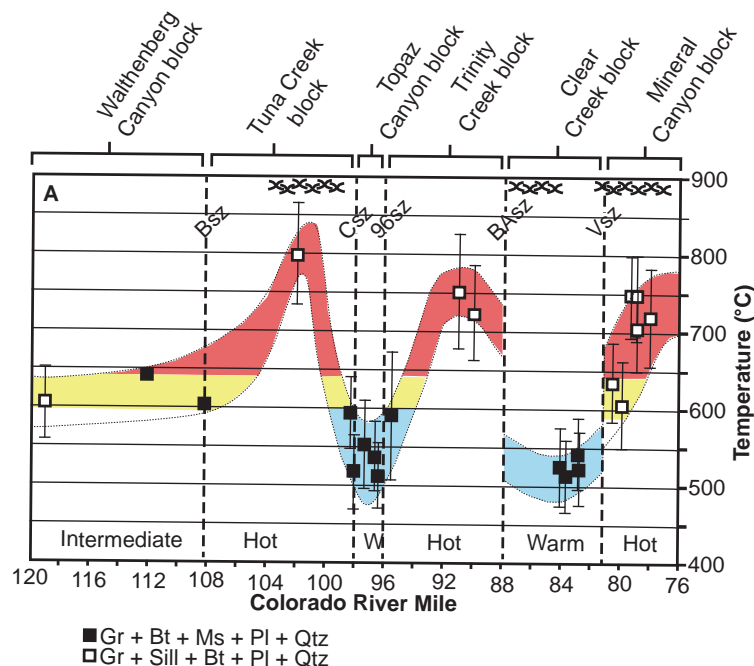 Walthenberg
Canyon block
Tuna Creek
block
Topaz
Canyon block
Trinity
Creek block
Clear
Creek block
Mineral
Canyon block
A
Bsz
Csz
96sz
BAsz
Vsz
900
800
700
600
500
400
Temperature (°C)
Intermediate
Hot
W
Hot
Warm
Hot
120
116
112
108
104
100
96
92
88
84
80
76
Colorado River Mile
Gr + Bt + Ms + Pl + Qtz
Gr + Sill + Bt + Pl + Qtz